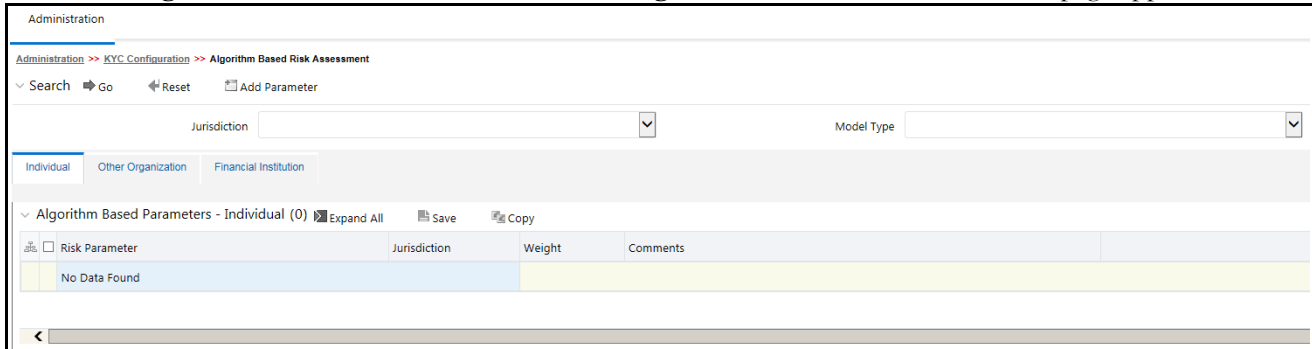 Administration
Administration >> KYC Configuration >> Algorithm Based Risk Assessment
Search Go Reset Add Parameter
Jurisdiction Model Type
Individual Other Organization Financial Institution
Algorithm Based Parameters - Individual (0) Expand All Save Copy
Risk Parameter Jurisdiction Weight Comments
No Data Found